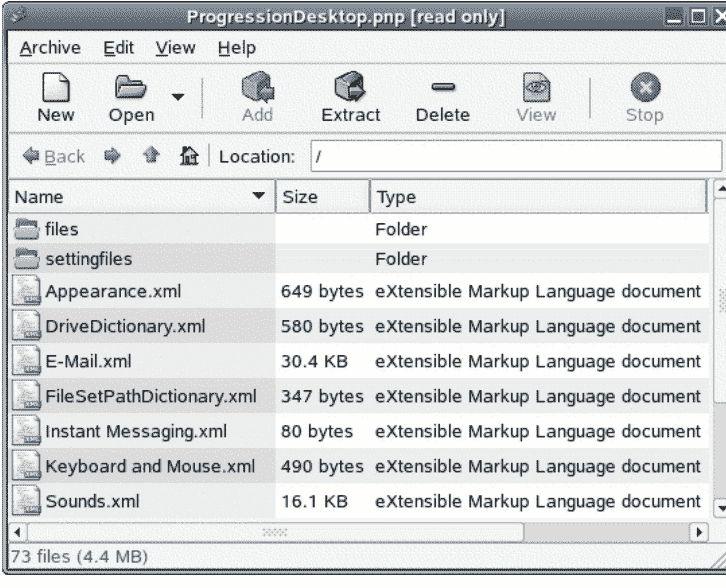 ProgressionDesktop.pnp [read only]
Archive Edit View Help
New Open Add Extract Delete View Stop
Back Location: /
Name Size Type
files Folder
settingfiles Folder
Appearance.xml 649 bytes eXtensible Markup Language document
DriveDictionary.xml 580 bytes eXtensible Markup Language document
E-Mail.xml 30.4 KB eXtensible Markup Language document
FileSetPathDictionary.xml 347 bytes eXtensible Markup Language document
Instant Messaging.xml 80 bytes eXtensible Markup Language document
Keyboard and Mouse.xml 490 bytes eXtensible Markup Language document
Sounds.xml 16.1 KB eXtensible Markup Language document
73 files (4.4 MB)